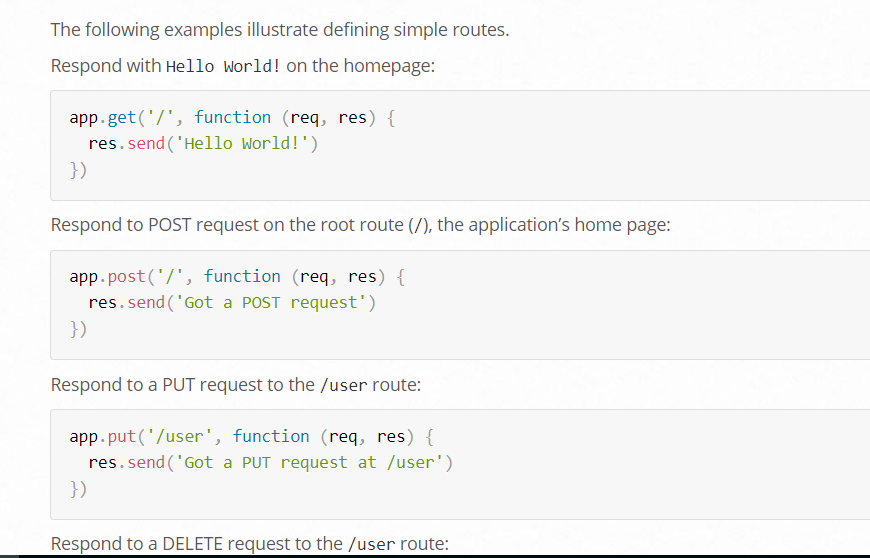 The following examples illustrate defining simple routes.
Respond with Hello World! on the homepage:
app.get('/', function (req, res) {
  res.send('Hello World!')
})
Respond to POST request on the root route (/), the application’s home page:
app.post('/', function (req, res) {
  res.send('Got a POST request')
})
Respond to a PUT request to the /user route:
app.put('/user', function (req, res) {
  res.send('Got a PUT request at /user')
})
Respond to a DELETE request to the /user route: